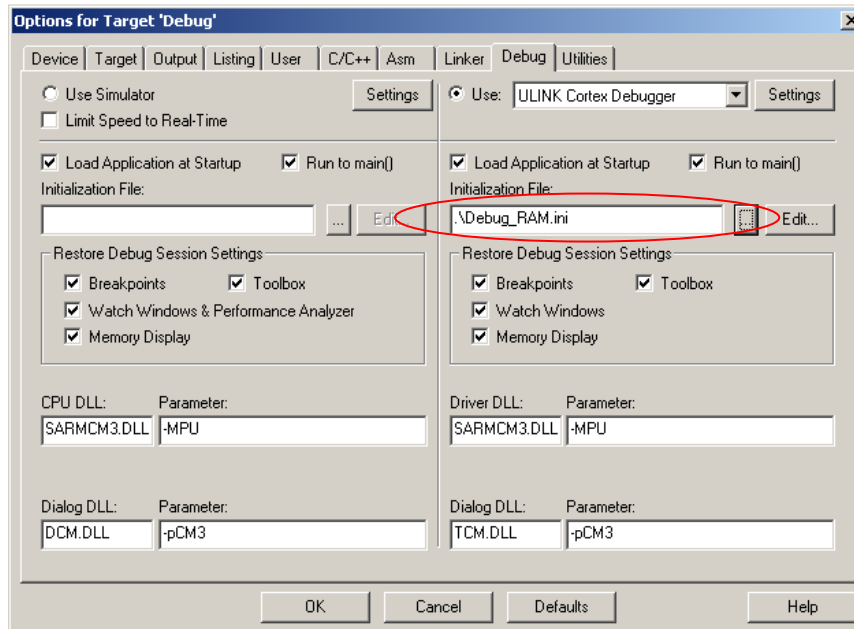 Options for Target 'Debug'
Device Target Output Listing User C/C++ Asm Linker Debug Utilities
Use Simulator Settings Use: ULINK Cortex Debugger Settings
Limit Speed to Real-Time
Load Application at Startup Run to main() Load Application at Startup Run to main()
Initialization File: Initialization File:
... Edit... .\Debug_RAM.ini ... Edit...
Restore Debug Session Settings Restore Debug Session Settings
Breakpoints Toolbox Breakpoints Toolbox
Watch Windows & Performance Analyzer Watch Windows
Memory Display Memory Display
CPU DLL: Parameter: Driver DLL: Parameter:
SARMCM3.DLL -MPU SARMCM3.DLL -MPU
Dialog DLL: Parameter: Dialog DLL: Parameter:
DCM.DLL -pCM3 TCM.DLL -pCM3
OK Cancel Defaults Help